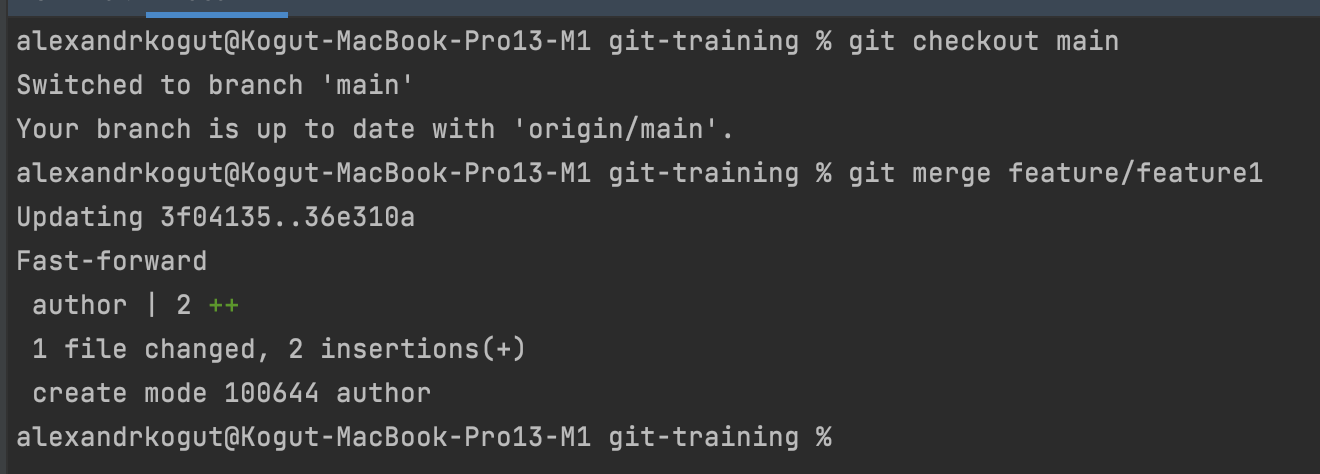 alexandrkogut@Kogut-MacBook-Pro13-M1 git-training % git checkout main
Switched to branch 'main'
Your branch is up to date with 'origin/main'.
alexandrkogut@Kogut-MacBook-Pro13-M1 git-training % git merge feature/feature1
Updating 3f04135..36e310a
Fast-forward
 author | 2 ++
 1 file changed, 2 insertions(+)
 create mode 100644 author
alexandrkogut@Kogut-MacBook-Pro13-M1 git-training %